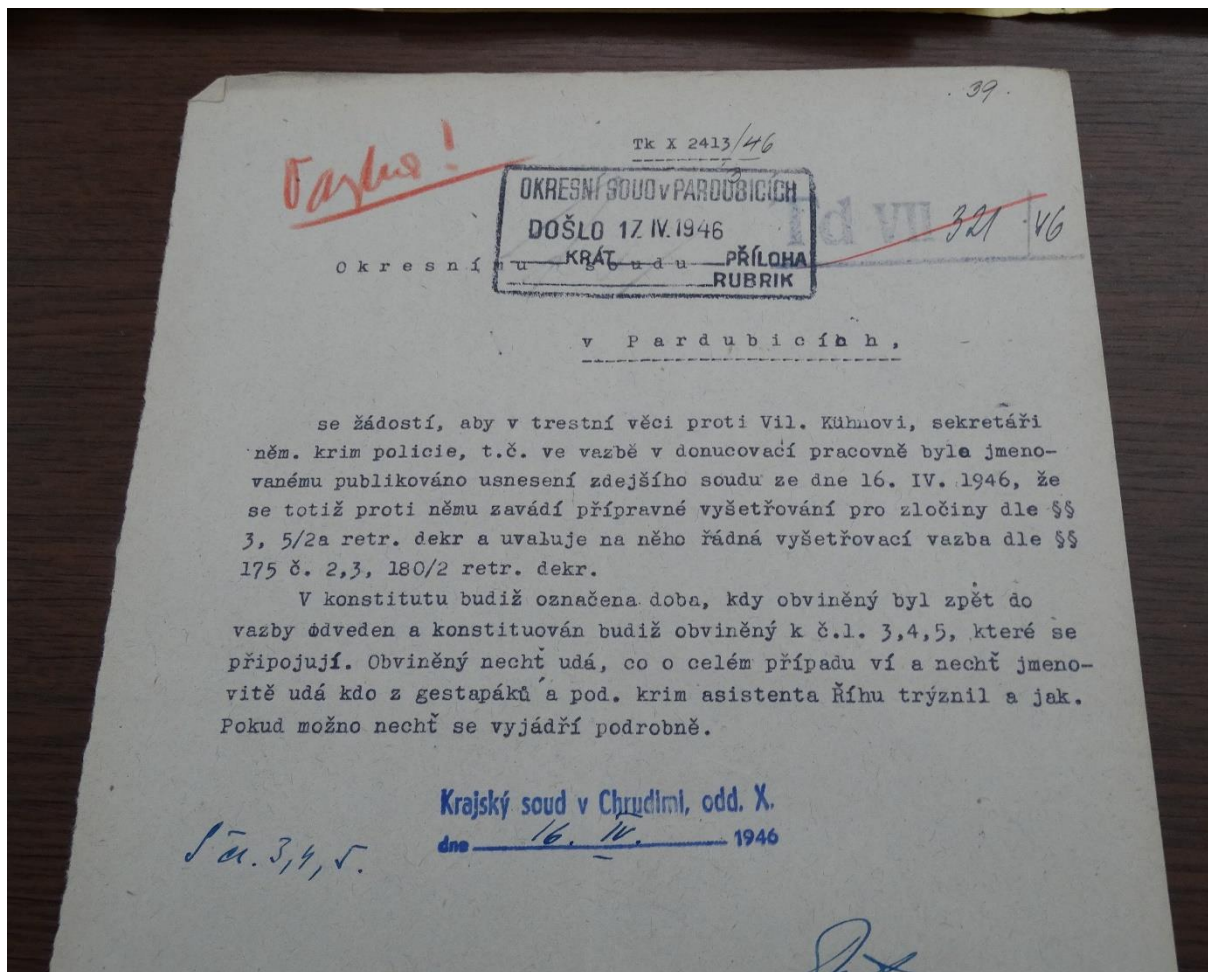 39.
Vazba!
Tk X 2413/46
3
OKRESNÍ SOUD v PARDUBICÍCH
DOŠLO 17. IV. 1946
KRÁT PŘÍLOHA
RUBRIK
Td VII 321 46
Okresnímu soudu
v Pardubicíh h,
se žádostí, aby v trestní věci proti Vil. Kühnovi, sekretáři
něm. krim policie, t.č. ve vazbě v donucovací pracovně bylo jmeno-
vanému publikováno usnesení zdejšího soudu ze dne 16. IV. 1946, že
se totiž proti němu zavádí přípravné vyšetřování pro zločiny dle §§
3, 5/2a retr. dekr a uvaluje na něho řádná vyšetřovací vazba dle §§
175 č. 2,3, 180/2 retr. dekr.
V konstitutu budiž označena doba, kdy obviněný byl zpět do
vazby odveden a konstituován budiž obviněný k č.l. 3,4,5, které se
připojují. Obviněný nechť udá, co o celém případu ví a nechť jmeno-
vitě udá kdo z gestapáků a pod. krim asistenta Říhu trýznil a jak.
Pokud možno nechť se vyjádří podrobně.
Krajský soud v Chrudimi, odd. X.
dne 16. IV. 1946
S čl. 3,4,5.